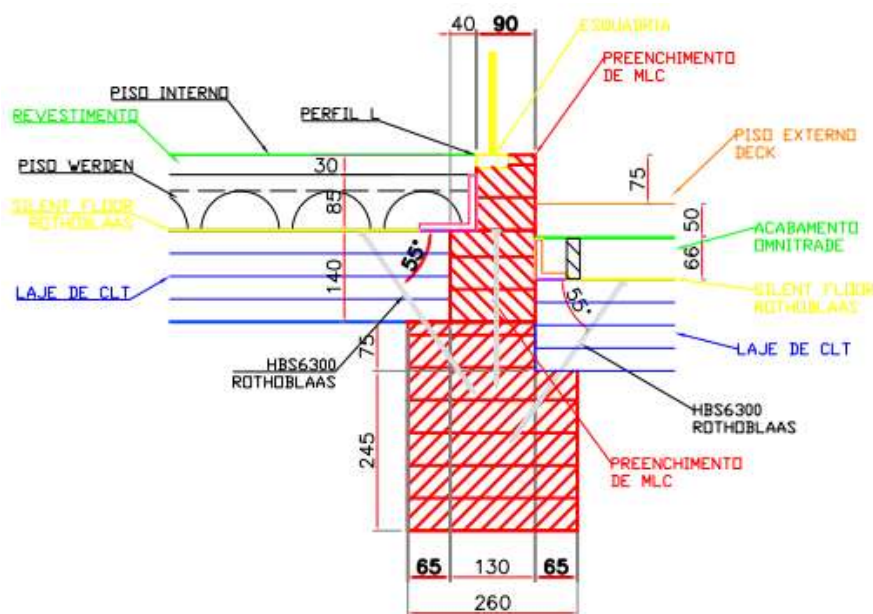 40
90
ESQUADRIA
PREENCHIMENTO
DE MLC
PISO INTERNO
REVESTIMENTO
PERFIL L
PISO EXTERNO
DECK
PISO WERDEN
30
75
85
SILENT FLOOR
ROTHOBLAAS
50
ACABAMENTO
OMNITRADE
55°
66
140
LAJE DE CLT
55°
SILENT FLOOR
ROTHOBLAAS
75
LAJE DE CLT
HBS6300
ROTHOBLAAS
HBS6300
ROTHOBLAAS
245
PREENCHIMENTO
DE MLC
65
130
65
260